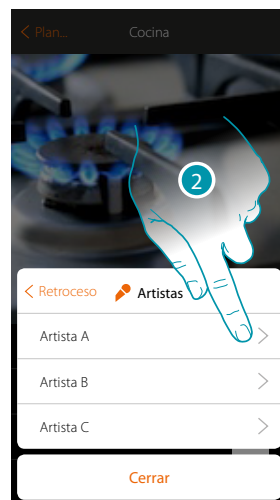 Plan... Cocina
2
Retroceso Artistas
Artista A
Artista B
Artista C
Cerrar